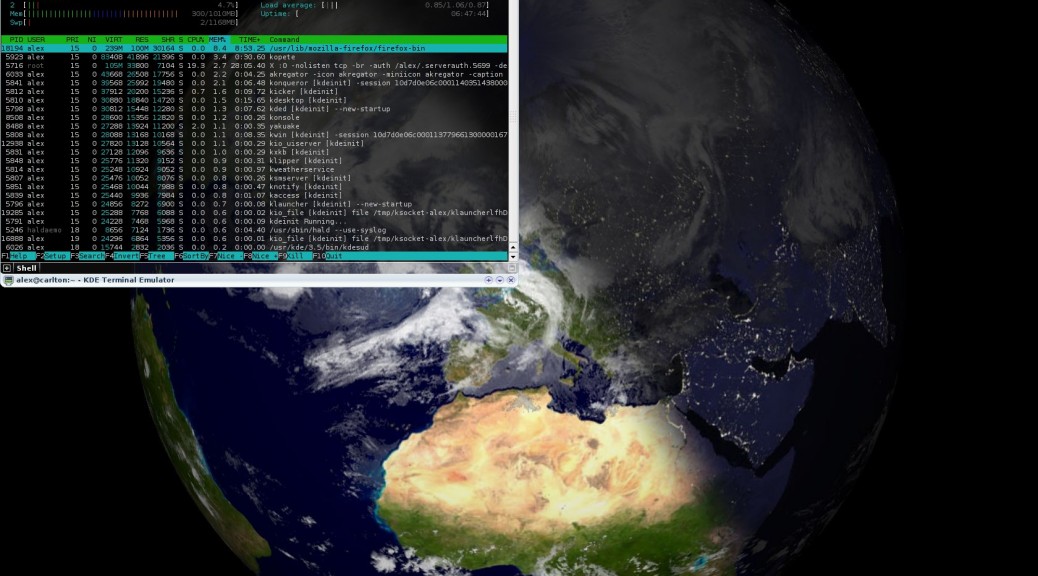 2 [||| 4.7%] Load average: [||| 0.85/1.06/0.87]
Mem[||||||||||||||||||||||||||||||||||||| 300/1010MB] Uptime: [ 06:47:44]
Swp[| 2/1168MB]
PID USER PRI NI VIRT RES SHR S CPU% MEM% TIME+ Command
18194 alex 15 0 239M 100M 30164 S 0.0 8.4 8:53.25 /usr/lib/mozilla-firefox/firefox-bin
5923 alex 15 0 83408 41896 21396 S 0.0 3.4 0:30.60 kopete
5716 root 15 0 105M 33800 7104 S 19.3 2.7 28:05.40 X :0 -nolisten tcp -br -auth /alex/.serverauth.5699 -de
6033 alex 15 0 43668 26508 17756 S 0.0 2.2 0:04.25 akregator -icon akregator -miniicon akregator -caption
5841 alex 15 0 39568 25992 19480 S 0.0 2.1 0:06.48 konqueror [kdeinit] -session
5812 alex 15 0 37912 20200 15236 S 0.7 1.6 0:09.72 kicker [kdeinit]
5810 alex 15 0 30880 18840 14720 S 0.0 1.5 0:15.65 kdesktop [kdeinit]
5798 alex 15 0 30812 15448 12280 S 0.0 1.3 0:07.62 kded [kdeinit] --new-startup
8508 alex 15 0 28600 15356 12820 S 0.0 1.2 0:00.26 konsole
8488 alex 15 0 27288 13924 11200 S 2.0 1.1 0:00.35 yakuake
5808 alex 15 0 28088 13168 10168 S 0.0 1.1 0:08.35 kwin [kdeinit] -session
12938 alex 15 0 27820 13128 10564 S 0.0 1.1 0:00.29 kio_uiserver [kdeinit]
5831 alex 15 0 27128 12096 9636 S 0.0 1.0 0:00.29 kxkb [kdeinit]
5848 alex 15 0 25776 11320 9152 S 0.0 0.9 0:00.31 klipper [kdeinit]
5814 alex 15 0 25248 10924 9052 S 0.0 0.9 0:00.97 kweatherservice
5807 alex 15 0 25476 10052 8076 S 0.0 0.8 0:00.26 ksmserver [kdeinit]
5851 alex 15 0 25468 10044 7988 S 0.0 0.8 0:00.47 knotify [kdeinit]
5839 alex 15 0 25440 9936 7984 S 0.0 0.8 0:01.07 kaccess [kdeinit]
5796 alex 15 0 24856 8272 6900 S 0.0 0.7 0:00.08 klauncher [kdeinit] --new-startup
19285 alex 15 0 25288 7768 6088 S 0.0 0.6 0:00.02 kio_file [kdeinit] file /tmp/ksocket-alex/klauncherlfhD
5791 alex 15 0 24228 7468 5968 S 0.0 0.6 0:00.09 kdeinit Running...
5246 haldaemo 18 0 8656 7124 1736 S 0.0 0.6 0:04.40 /usr/sbin/hald --use-syslog
16888 alex 19 0 24296 6864 5356 S 0.0 0.6 0:00.01 kio_file [kdeinit] file /tmp/ksocket-alex/klauncherlfhD
6026 alex 18 0 15744 2832 2036 S 0.0 0.2 0:00.00 /usr/kde/3.5/bin/kdesud
F1Help F2Setup F3Search F4Invert F5Tree F6SortBy F7Nice - F8Nice + F9Kill F10Quit
Shell
alex@carlton:~ - KDE Terminal Emulator